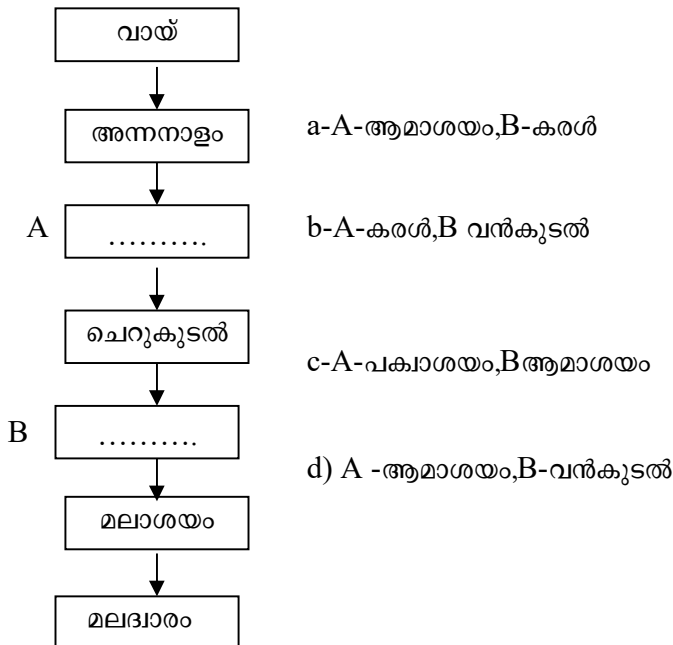 വായ്
അന്നനാളം
a-A-ആമാശയം,B-കരൾ
A ..........
b-A-കരൾ,B വൻകുടൽ
ചെറുകുടൽ
c-A-പക്വാശയം,Bആമാശയം
B ..........
d) A -ആമാശയം,B-വൻകുടൽ
മലാശയം
മലദ്വാരം